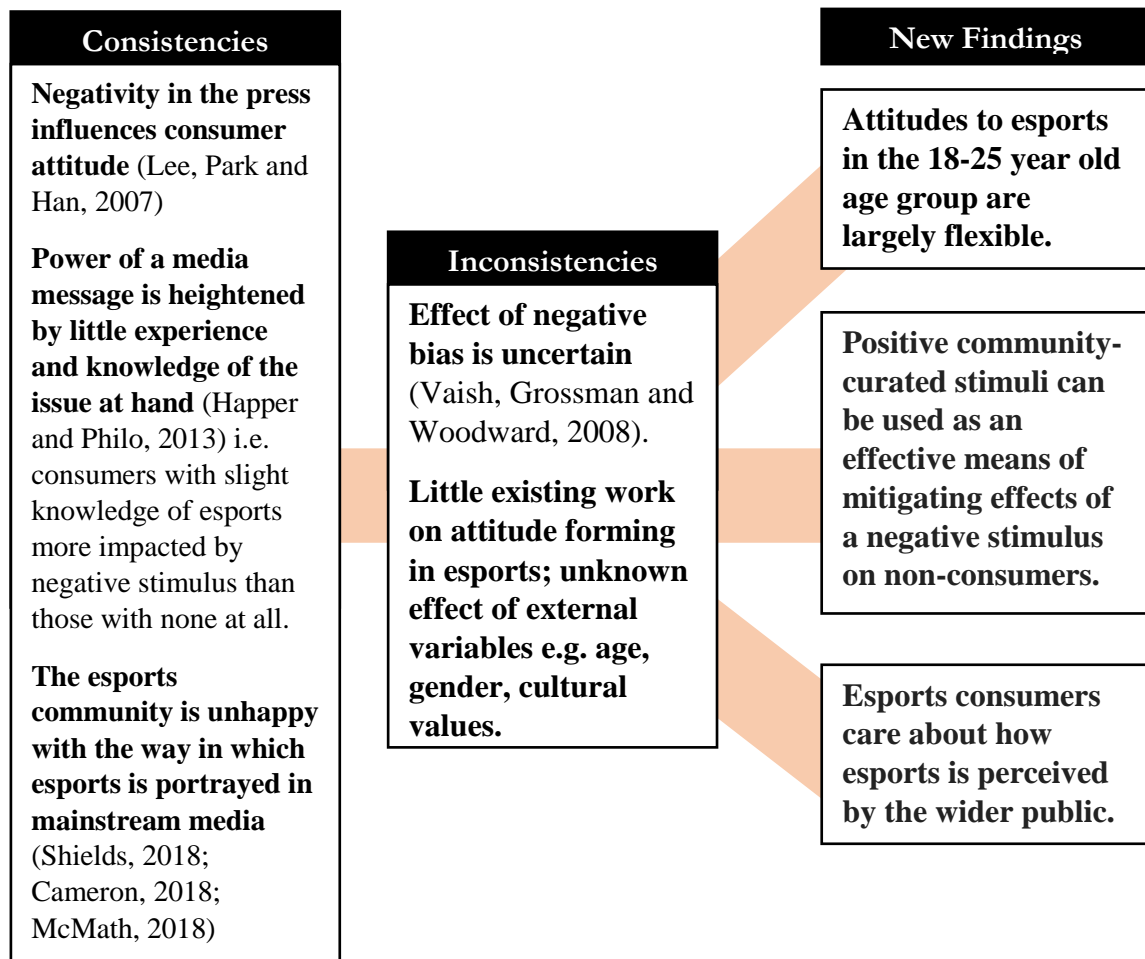 Consistencies
Negativity in the press
influences consumer
attitude (Lee, Park and
Han, 2007)
Power of a media
message is heightened
by little experience
and knowledge of the
issue at hand (Happer
and Philo, 2013) i.e.
consumers with slight
knowledge of esports
more impacted by
negative stimulus than
those with none at all.
The esports
community is unhappy
with the way in which
esports is portrayed in
mainstream media
(Shields, 2018;
Cameron, 2018;
McMath, 2018)
Inconsistencies
Effect of negative
bias is uncertain
(Vaish, Grossman and
Woodward, 2008).
Little existing work
on attitude forming
in esports; unknown
effect of external
variables e.g. age,
gender, cultural
values.
New Findings
Attitudes to esports
in the 18-25 year old
age group are
largely flexible.
Positive community-
curated stimuli can
be used as an
effective means of
mitigating effects of
a negative stimulus
on non-consumers.
Esports consumers
care about how
esports is perceived
by the wider public.